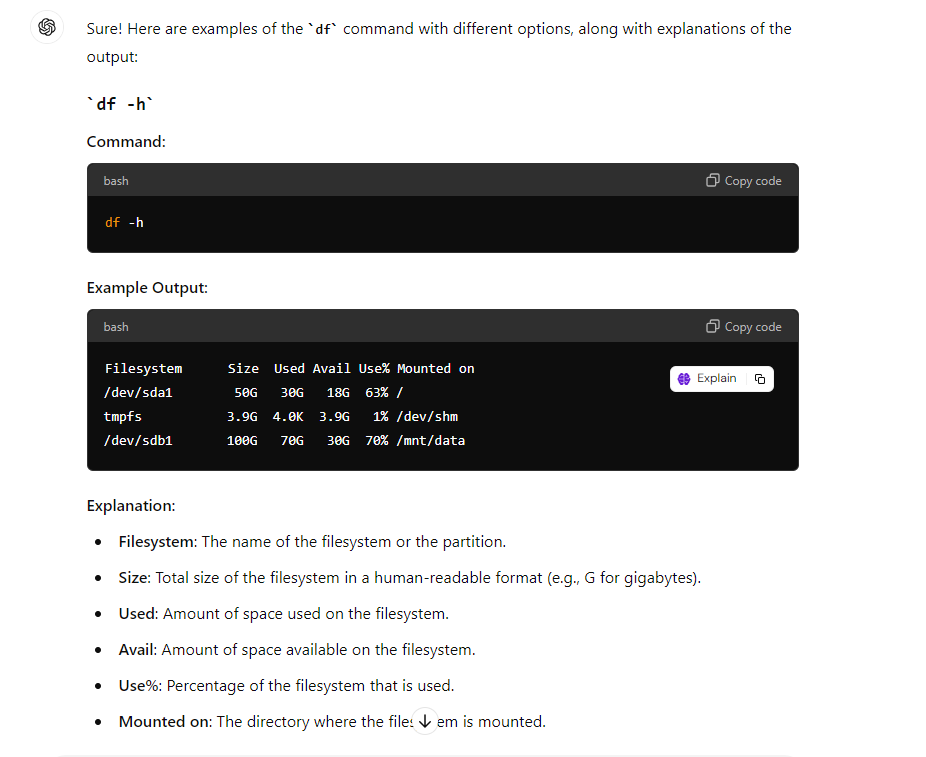 Sure! Here are examples of the `df` command with different options, along with explanations of the
output:
`df -h`
Command:
bash
Copy code
df -h
Example Output:
bash
Copy code
Filesystem      Size  Used Avail Use% Mounted on
/dev/sda1        50G   30G   18G  63% /
tmpfs           3.9G  4.0K  3.9G   1% /dev/shm
/dev/sdb1       100G   70G   30G  70% /mnt/data
Explain
Explanation:
• Filesystem: The name of the filesystem or the partition.
• Size: Total size of the filesystem in a human-readable format (e.g., G for gigabytes).
• Used: Amount of space used on the filesystem.
• Avail: Amount of space available on the filesystem.
• Use%: Percentage of the filesystem that is used.
• Mounted on: The directory where the filesystem is mounted.